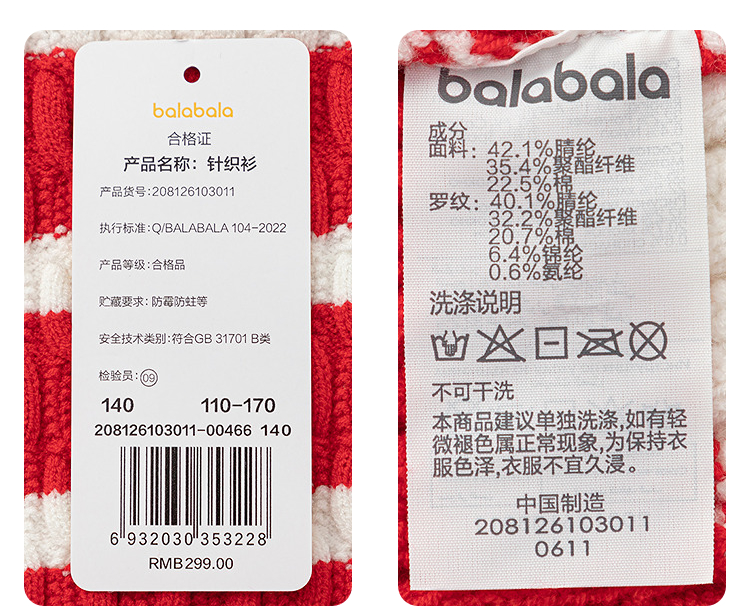 balabala
合格证
产品名称：针织衫
产品货号:208126103011
执行标准:Q/BALABALA 104-2022
产品等级:合格品
贮藏要求:防霉防蛀等
安全技术类别:符合GB 31701 B类
检验员:09
140 110-170
208126103011-00466 140
6 932030 353228
RMB299.00
balabala
成分
面料: 42.1%腈纶
35.4%聚酯纤维
22.5%棉
罗纹: 40.1%腈纶
32.2%聚酯纤维
20.7%棉
6.4%锦纶
0.6%氨纶
洗涤说明
不可干洗
本商品建议单独洗涤,如有轻
微褪色属正常现象,为保持衣
服色泽,衣服不宜久浸。
中国制造
208126103011
0611